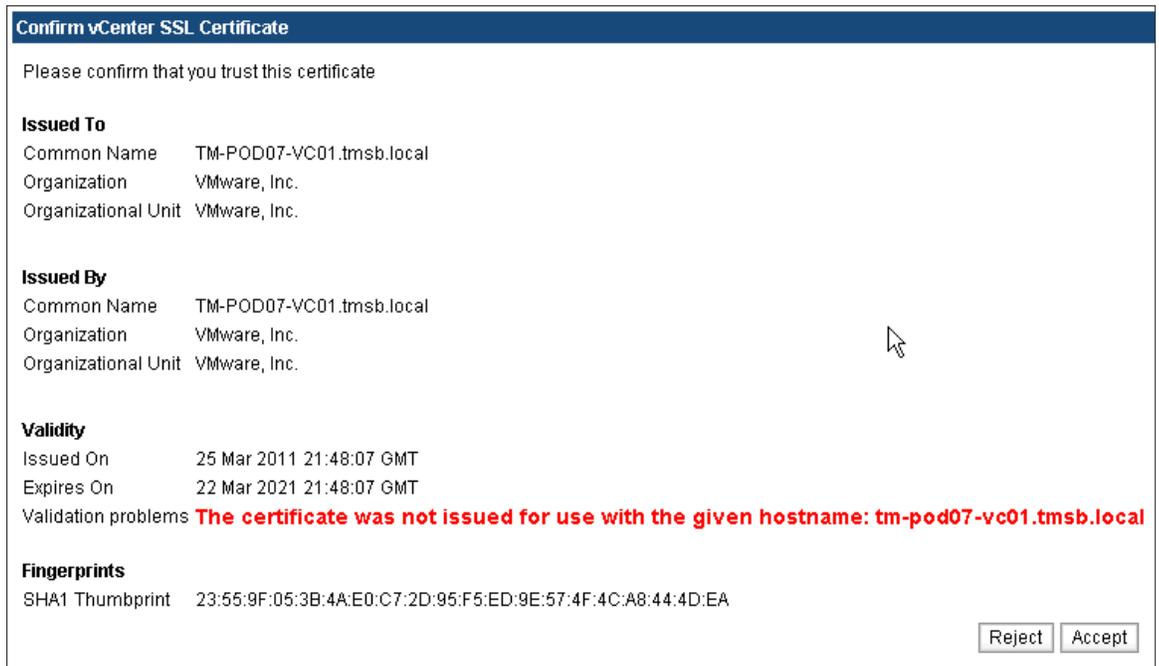 Confirm vCenter SSL Certificate
Please confirm that you trust this certificate
Issued To
Common Name TM-POD07-VC01.tmsb.local
Organization VMware, Inc.
Organizational Unit VMware, Inc.
Issued By
Common Name TM-POD07-VC01.tmsb.local
Organization VMware, Inc.
Organizational Unit VMware, Inc.
Validity
Issued On 25 Mar 2011 21:48:07 GMT
Expires On 22 Mar 2021 21:48:07 GMT
Validation problems The certificate was not issued for use with the given hostname: tm-pod07-vc01.tmsb.local
Fingerprints
SHA1 Thumbprint 23:55:9F:05:3B:4A:E0:C7:2D:95:F5:ED:9E:57:4F:4C:A8:44:4D:EA
Reject Accept